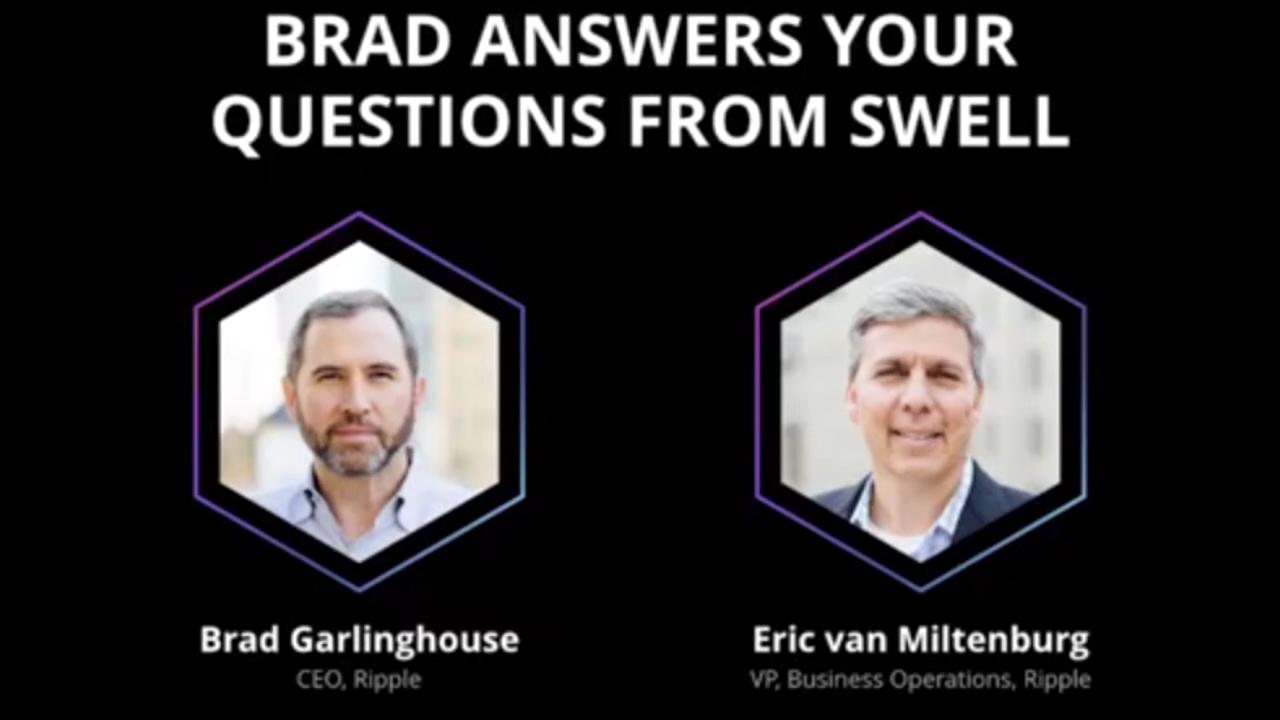 BRAD ANSWERS YOUR
QUESTIONS FROM SWELL
Brad Garlinghouse
Eric van Miltenburg
CEO, Ripple
VP, Business Operations, Ripple